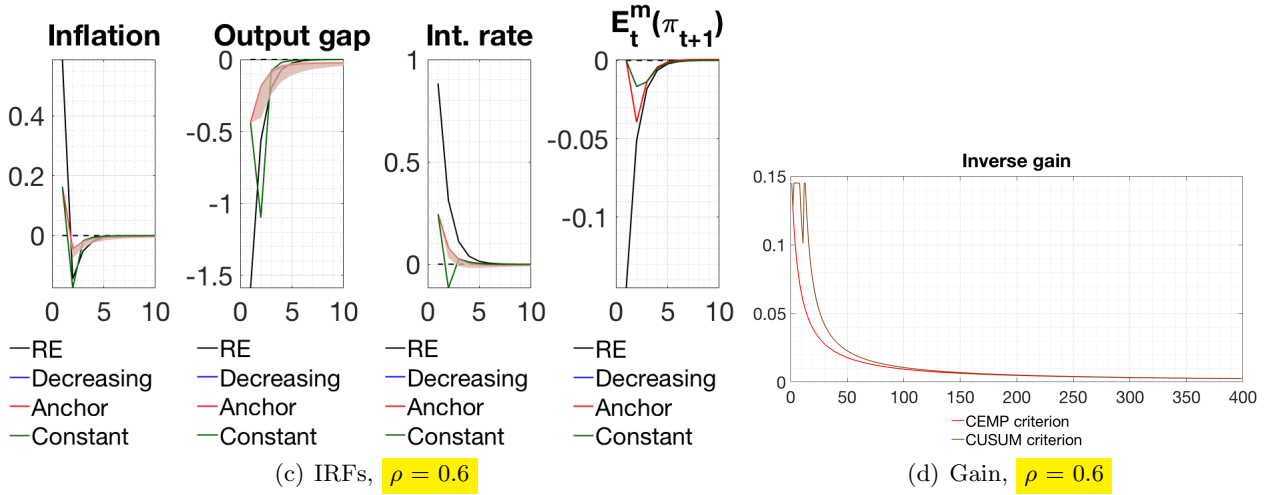 Inflation
0.4
0.2
0
0 5 10
RE
Decreasing
Anchor
Constant
Output gap
0
-0.5
-1
-1.5
0 5 10
RE
Decreasing
Anchor
Constant
Int. rate
1
0.5
0
0 5 10
RE
Decreasing
Anchor
Constant
E_t^m(π_{t+1})
0
-0.05
-0.1
0 5 10
RE
Decreasing
Anchor
Constant
(c) IRFs, ρ = 0.6
Inverse gain
0.15
0.1
0.05
0
0 50 100 150 200 250 300 350 400
CEMP criterion
CUSUM criterion
(d) Gain, ρ = 0.6